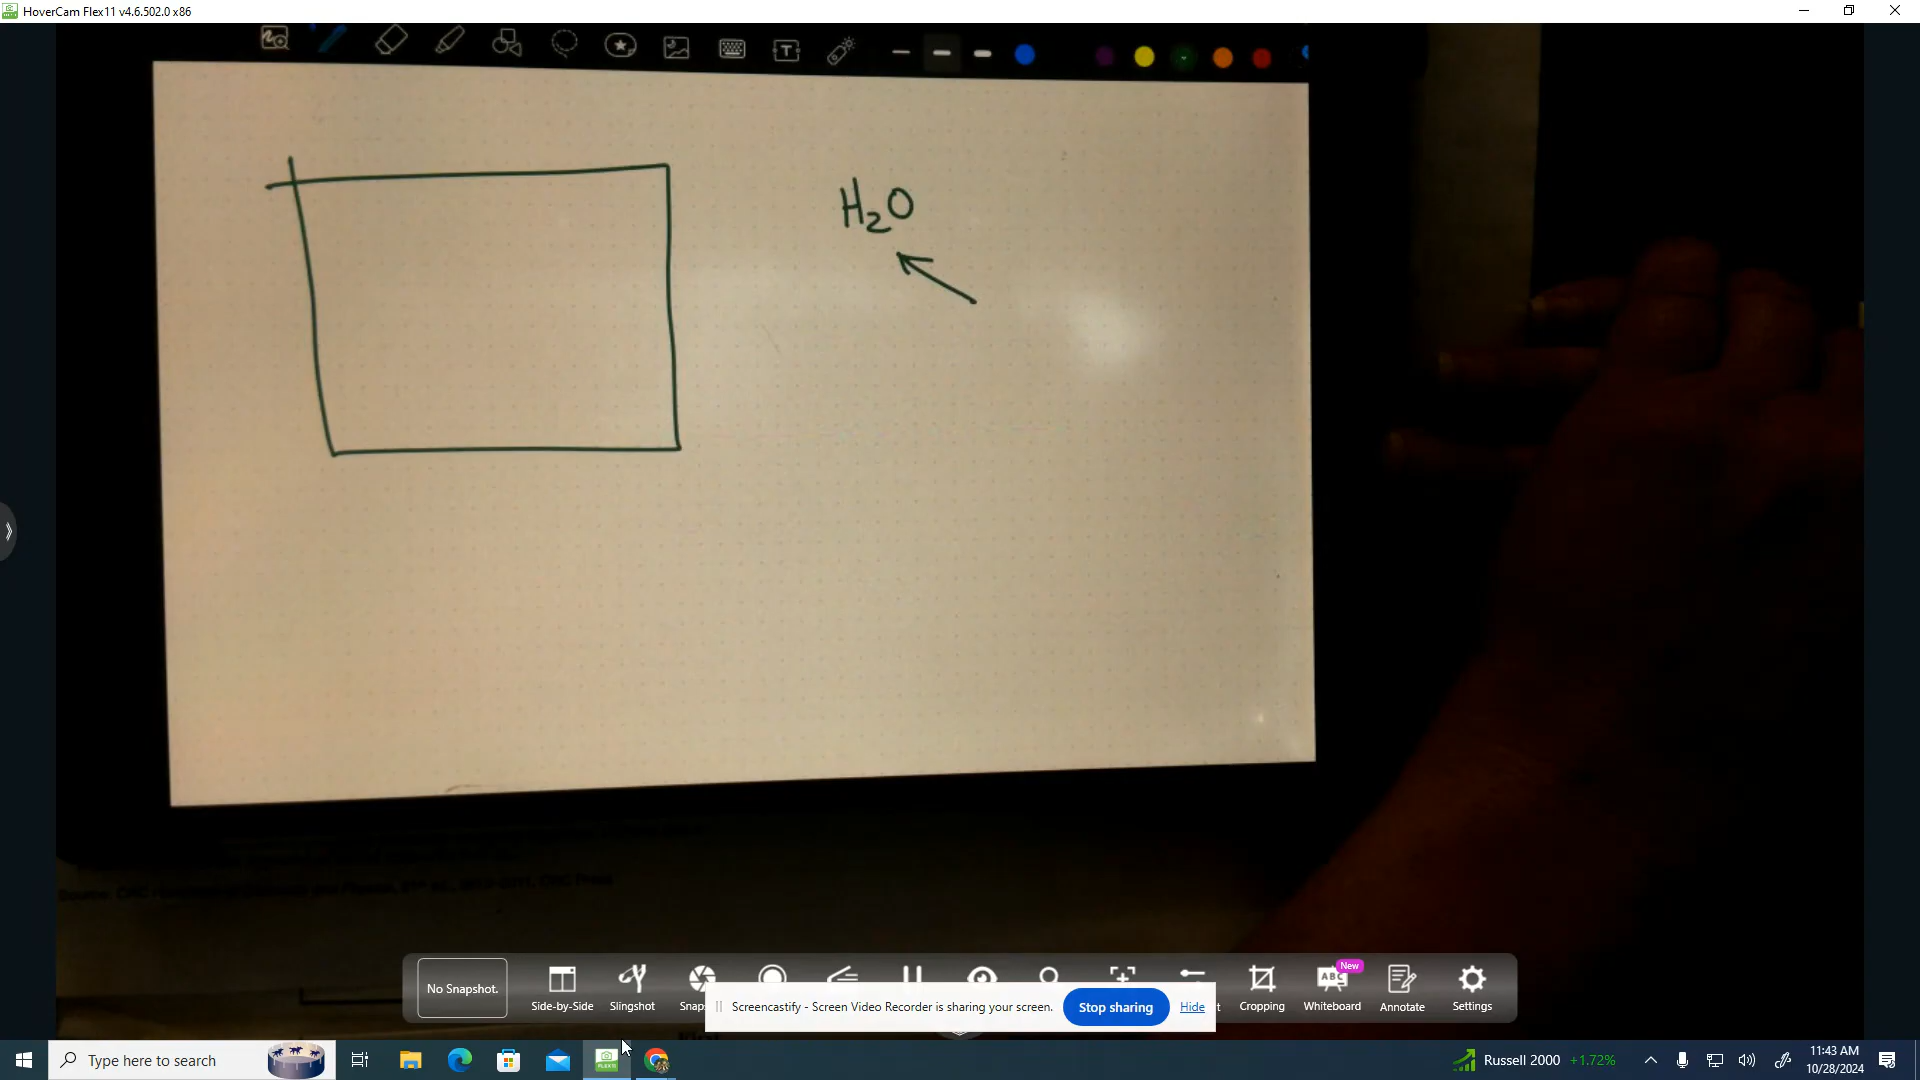 HoverCam Flex11 v4.6.502.0 x86
T
H₂O
No Snapshot.
Side-by-Side
Slingshot
Cropping
ABC
New
Whiteboard
Annotate
Settings
Screencastify - Screen Video Recorder is sharing your screen.
Stop sharing
Hide
Type here to search
Russell 2000 +1.72%
11:43 AM
10/28/2024